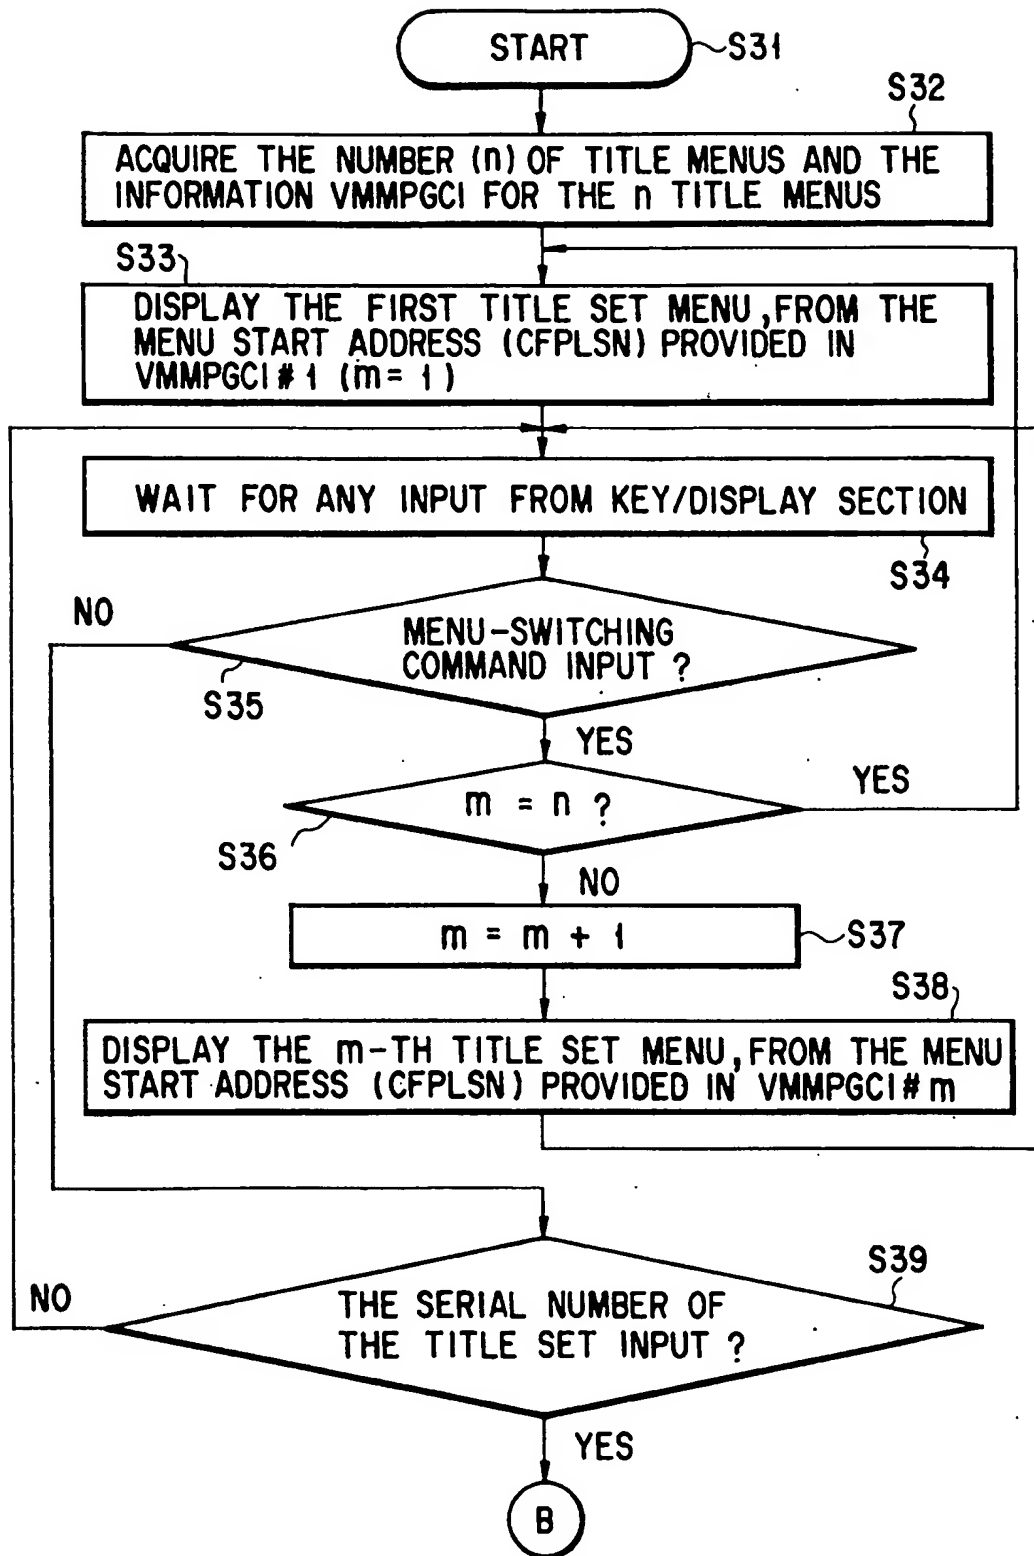 START
S31
S32
ACQUIRE THE NUMBER (n) OF TITLE MENUS AND THE
INFORMATION VMMPGCI FOR THE n TITLE MENUS
S33
DISPLAY THE FIRST TITLE SET MENU, FROM THE
MENU START ADDRESS (CFPLSN) PROVIDED IN
VMMPGCI#1 (m=1)
WAIT FOR ANY INPUT FROM KEY/DISPLAY SECTION
S34
NO
MENU-SWITCHING
COMMAND INPUT ?
S35
YES
m = n ?
YES
S36
NO
m = m + 1
S37
S38
DISPLAY THE m-TH TITLE SET MENU, FROM THE MENU
START ADDRESS (CFPLSN) PROVIDED IN VMMPGCI#m
S39
NO
THE SERIAL NUMBER OF
THE TITLE SET INPUT ?
YES
B